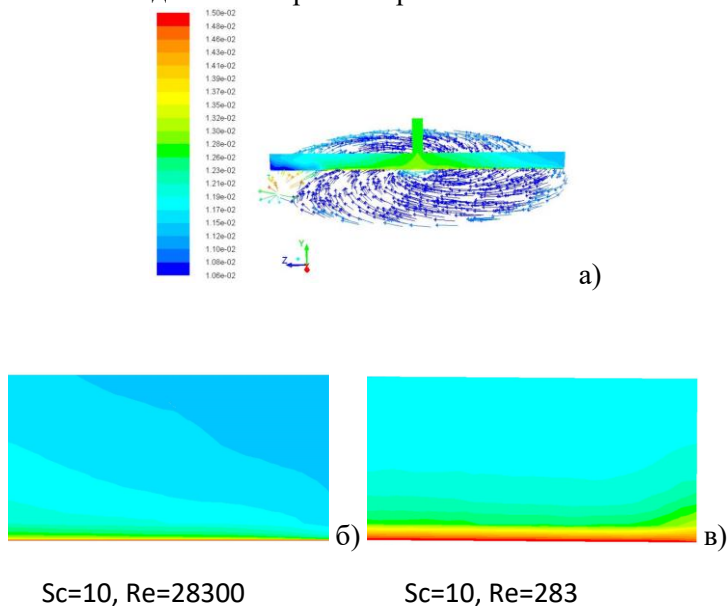 1.50e-02
1.48e-02
1.46e-02
1.43e-02
1.41e-02
1.39e-02
1.37e-02
1.35e-02
1.32e-02
1.30e-02
1.28e-02
1.26e-02
1.23e-02
1.21e-02
1.19e-02
1.17e-02
1.15e-02
1.12e-02
1.10e-02
1.08e-02
1.06e-02
Y
Z
а)
б)
в)
Sc=10, Re=28300
Sc=10, Re=283